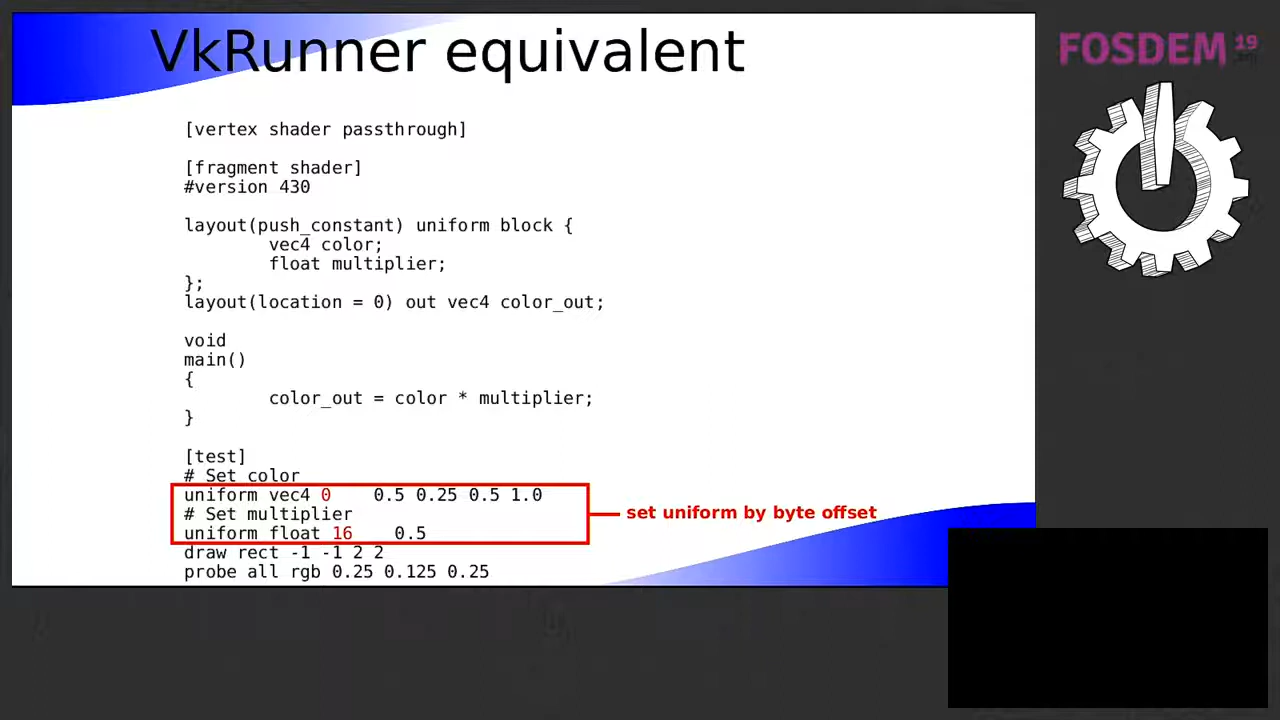 VkRunner equivalent
FOSDEM 19
[vertex shader passthrough]
[fragment shader]
#version 430
layout(push_constant) uniform block {
vec4 color;
float multiplier;
};
layout(location = 0) out vec4 color_out;
void
main()
{
color_out = color * multiplier;
}
[test]
# Set color
uniform vec4 0 0.5 0.25 0.5 1.0
# Set multiplier
set uniform by byte offset
uniform float 16 0.5
draw rect -1 -1 2 2
probe all rgb 0.25 0.125 0.25